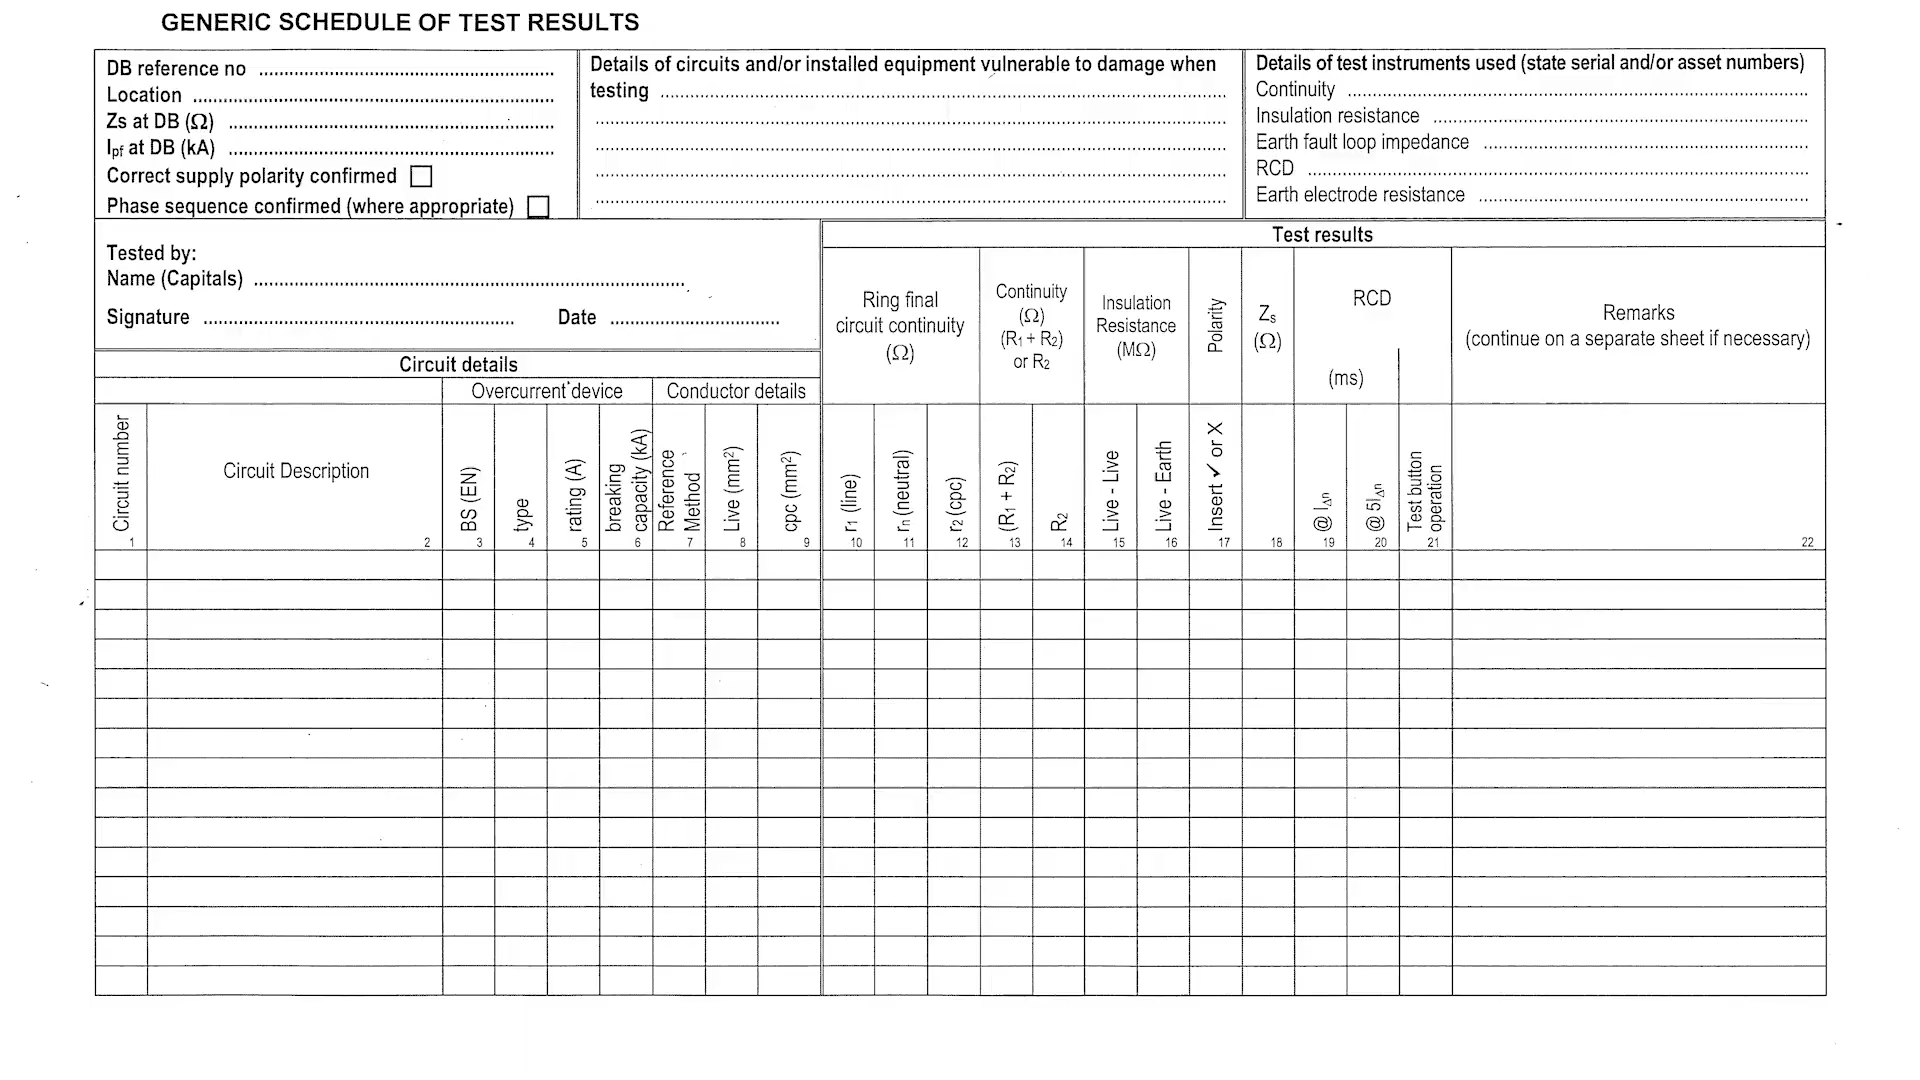 GENERIC SCHEDULE OF TEST RESULTS
DB reference no
Location
Zs at DB (Ω)
Ipf at DB (kA)
Correct supply polarity confirmed
Phase sequence confirmed (where appropriate)
Details of circuits and/or installed equipment vulnerable to damage when
testing
Details of test instruments used (state serial and/or asset numbers)
Continuity
Insulation resistance
Earth fault loop impedance
RCD
Earth electrode resistance
Tested by:
Name (Capitals)
Signature Date
Test results
Ring final
circuit continuity
(Ω)
Continuity
(Ω)
(R1 + R2)
or R2
Insulation
Resistance
(MΩ)
Polarity
Zs
(Ω)
RCD
(ms)
Remarks
(continue on a separate sheet if necessary)
Circuit details
Overcurrent device
Conductor details
Circuit number
1
Circuit Description
2
BS (EN)
3
type
4
rating (A)
5
breaking
capacity (kA)
6
Reference
Method
7
Live (mm²)
8
cpc (mm²)
9
r1 (line)
10
rn (neutral)
11
r2 (cpc)
12
(R1 + R2)
13
R2
14
Live - Live
15
Live - Earth
16
Insert ✓ or X
17
18
@ IΔn
19
@ 5IΔn
20
Test button
operation
21
22